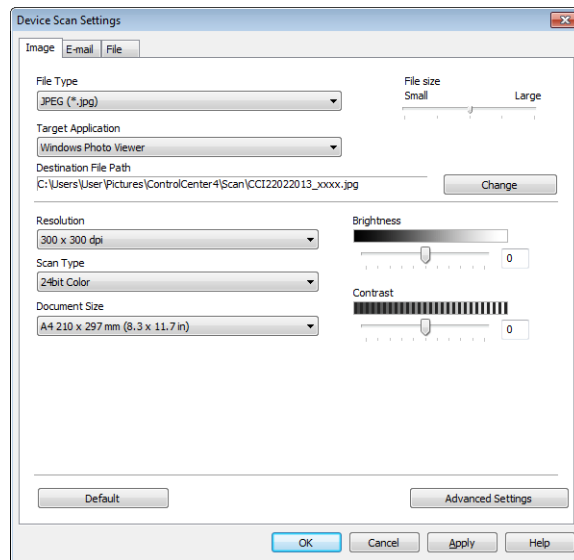 Device Scan Settings
Image E-mail File
File Type
JPEG (*.jpg)
File size
Small Large
Target Application
Windows Photo Viewer
Destination File Path
C:\Users\User\Pictures\ControlCenter4\Scan\CCI22022013_xxxx.jpg
Change
Resolution
300 x 300 dpi
Scan Type
24bit Color
Document Size
A4 210 x 297 mm (8.3 x 11.7 in)
Brightness
0
Contrast
0
Default
Advanced Settings
OK Cancel Apply Help